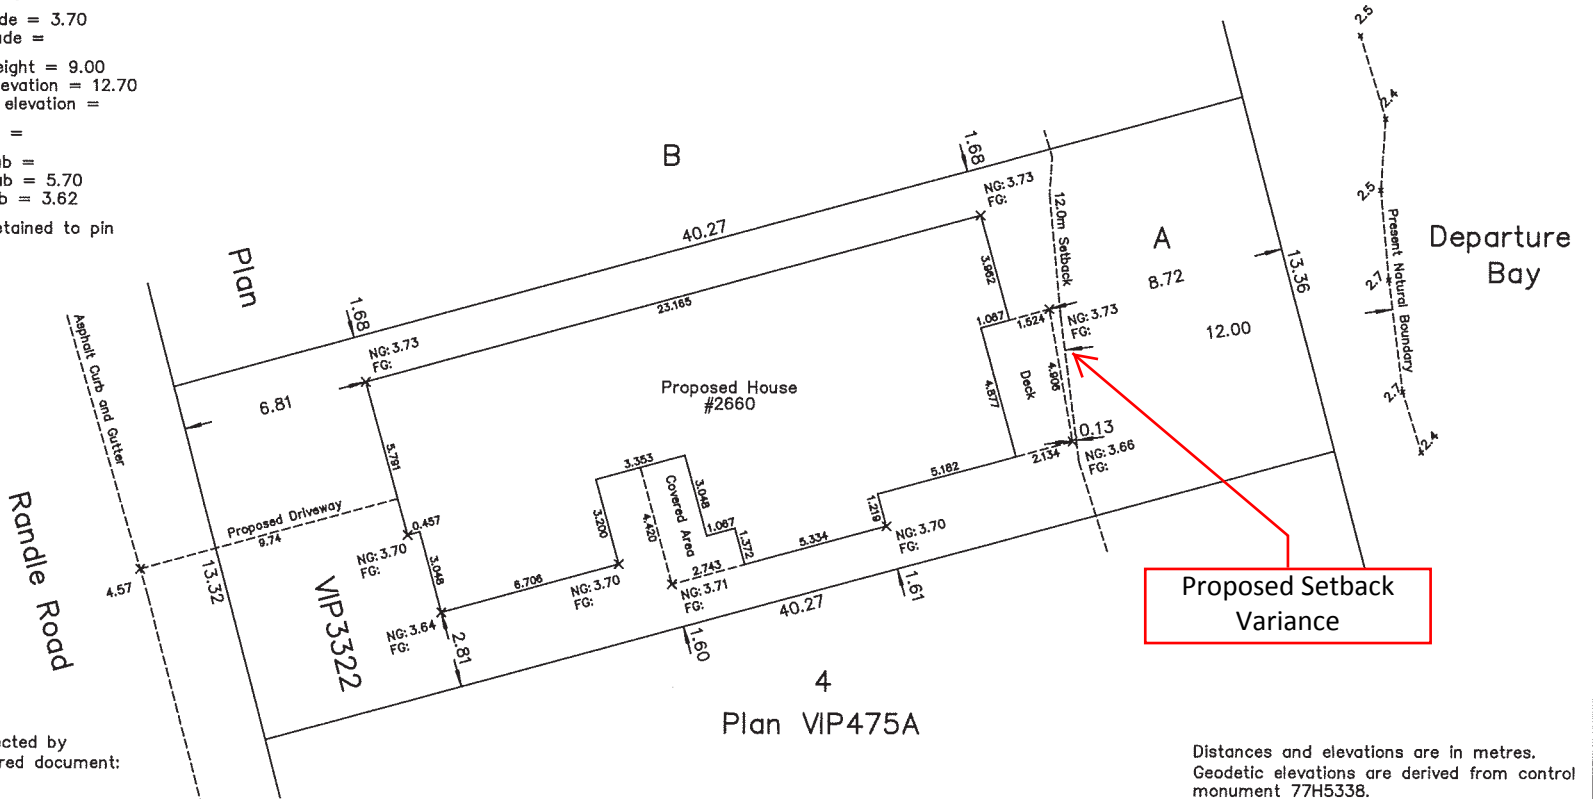 de = 3.70
ade =
eight = 9.00
evation = 12.70
elevation =
=
ab =
ab = 5.70
b = 3.62
etained to pin
Plan
B
A
Departure
Bay
2.5
2.4
2.5
2.7
2.7
2.4
Present Natural Boundary
1.68
NG: 3.73
FG:
40.27
12.0m Setback
8.72
13.36
12.00
1.68
NG: 3.73
FG:
23.165
3.962
1.067
1.524
NG: 3.73
FG:
Asphalt Curb and Gutter
6.81
Proposed House
#2660
Deck
4.877
4.906
0.13
2.134
NG: 3.66
FG:
5.791
3.353
3.048
Covered Area
5.182
1.219
Randle Road
Proposed Driveway
9.74
0.457
3.200
4.420
1.067
1.372
5.334
NG: 3.70
FG:
4.57
13.32
NG: 3.70
FG:
3.048
6.706
NG: 3.70
FG:
2.743
NG: 3.71
FG:
VIP3322
NG: 3.64
FG:
2.81
1.60
40.27
1.61
Proposed Setback
Variance
4
Plan VIP475A
cted by
red document:
Distances and elevations are in metres.
Geodetic elevations are derived from control
monument 77H5338.